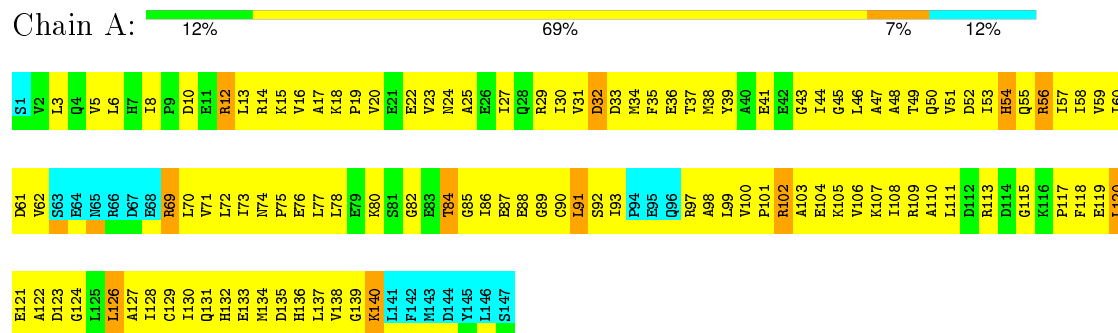 Chain A:
12% 69% 7% 12%
S1 V2 L3 Q4 V5 L6 H7 I8 P9 D10 E11 R12 L13 R14 K15 V16 A17 K18 P19 V20 E21 E22 V23 N24 A25 E26 I27 Q28 R29 I30 V31 D32 D33 M34 F35 E36 T37 M38 Y39 A40 E41 E42 G43 I44 G45 L46 A47 A48 T49 Q50 V51 D52 I53 H54 Q55 R56 I57 I58 V59 I60
D61 V62 S63 E64 N65 R66 D67 E68 R69 L70 V71 L72 I73 N74 P75 E76 L77 L78 E79 K80 S81 G82 E83 T84 G85 I86 E87 E88 G89 C90 L91 S92 I93 P94 E95 Q96 R97 A98 L99 V100 P101 R102 A103 E104 K105 V106 K107 I108 R109 A110 L111 D112 R113 D114 G115 K116 P117 F118 E119 L120
E121 A122 D123 G124 L125 L126 A127 I128 C129 I130 Q131 H132 E133 M134 D135 H136 L137 V138 G139 K140 L141 F142 M143 D144 Y145 L146 S147